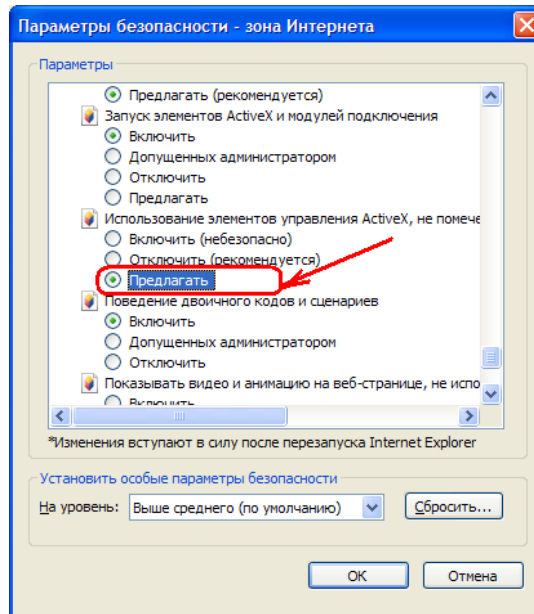 Параметры безопасности - зона Интернета
Параметры
Предлагать (рекомендуется)
Запуск элементов ActiveX и модулей подключения
Включить
Допущенных администратором
Отключить
Предлагать
Использование элементов управления ActiveX, не помече
Включить (небезопасно)
Отключить (рекомендуется)
Предлагать
Поведение двоичного кодов и сценариев
Включить
Допущенных администратором
Отключить
Показывать видео и анимацию на веб-странице, не испо
Включить
*Изменения вступают в силу после перезапуска Internet Explorer
Установить особые параметры безопасности
На уровень: Выше среднего (по умолчанию) Сбросить...
ОК Отмена